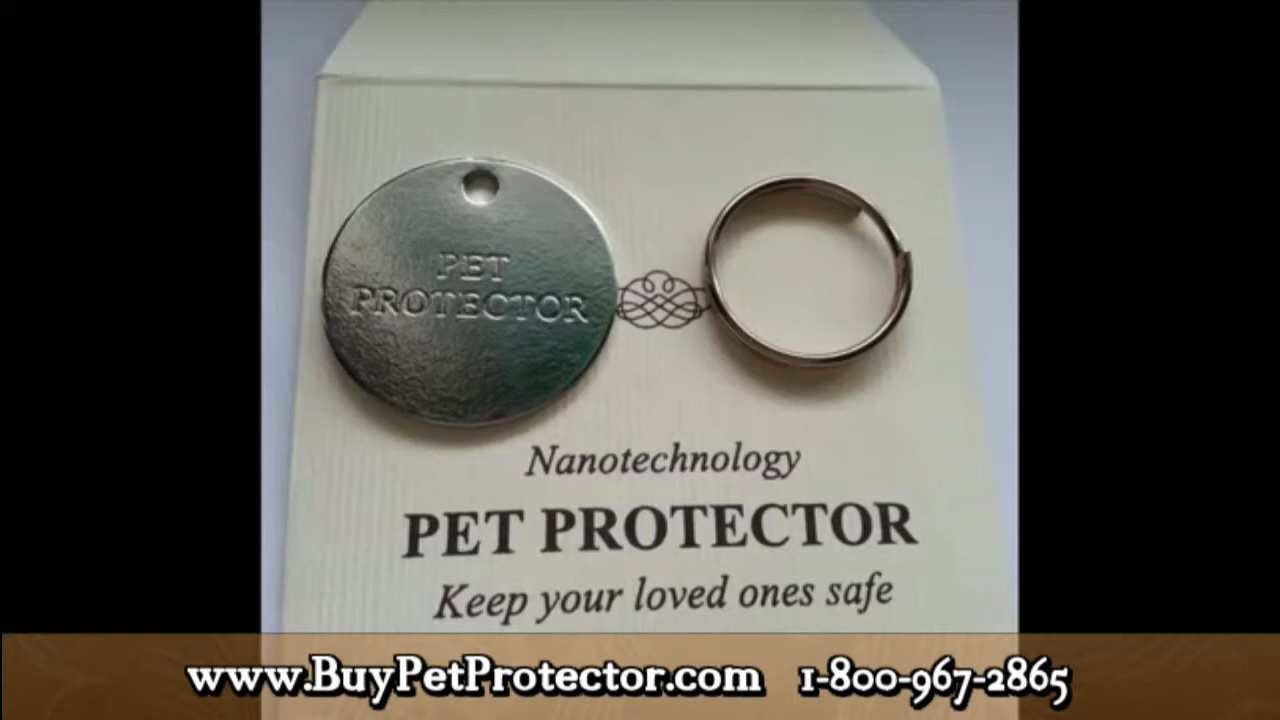 PET
PROTECTOR
Nanotechnology
PET PROTECTOR
Keep your loved ones safe
www.BuyPetProtector.com 1-800-967-2865